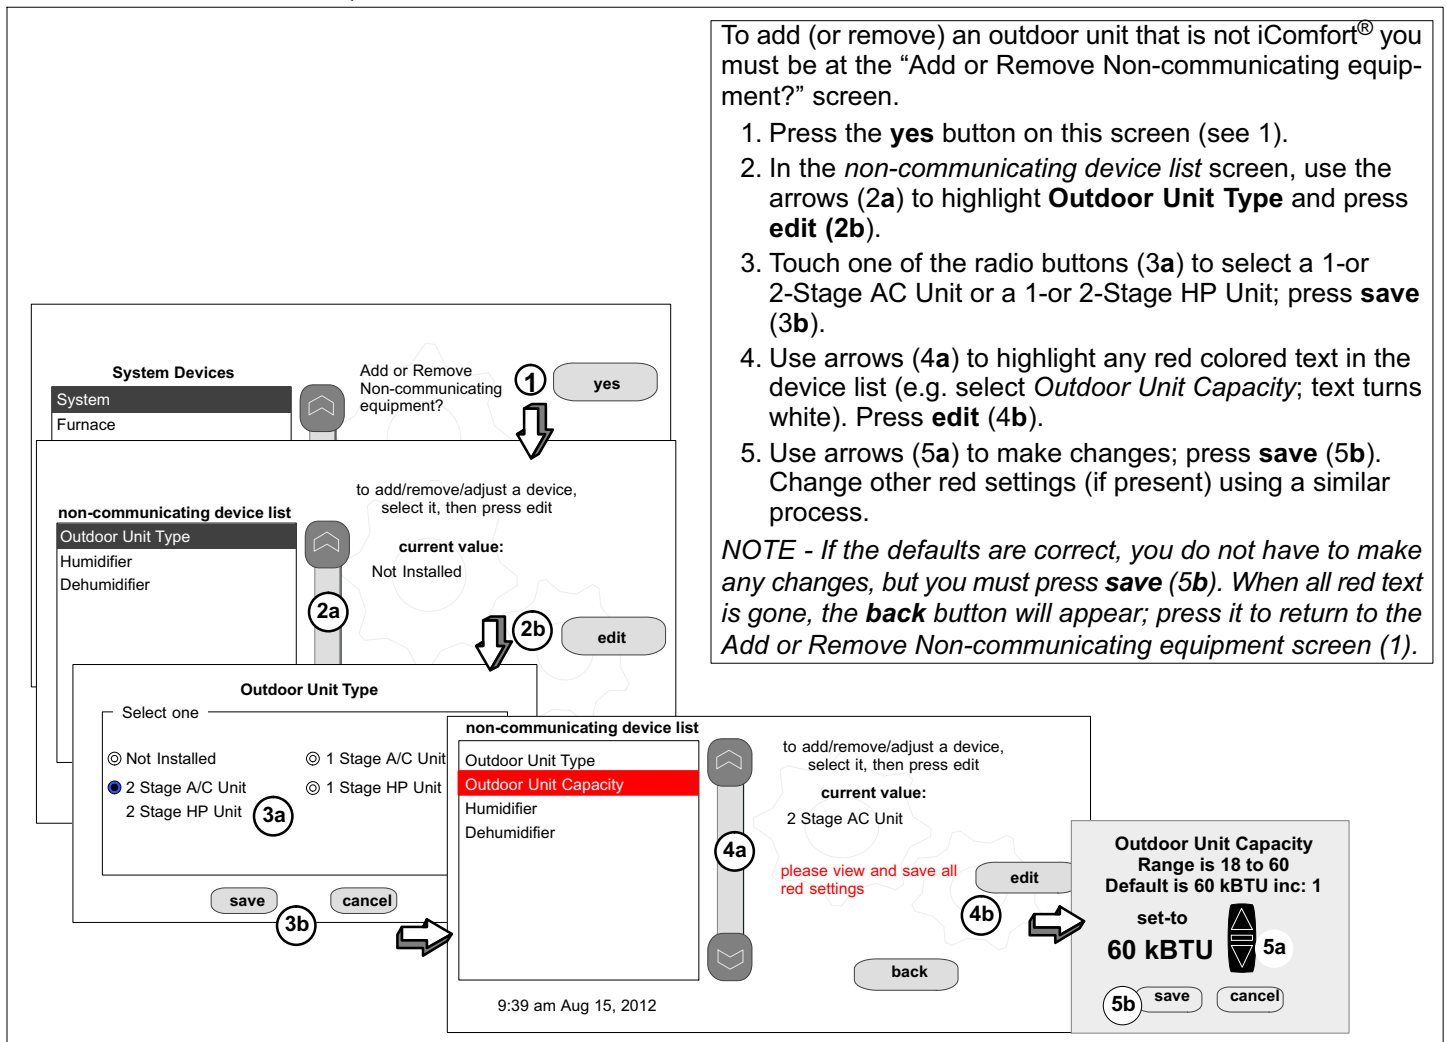 To add (or remove) an outdoor unit that is not iComfort® you
must be at the “Add or Remove Non-communicating equip-
ment?” screen.
1. Press the yes button on this screen (see 1).
2. In the non-communicating device list screen, use the
arrows (2a) to highlight Outdoor Unit Type and press
edit (2b).
3. Touch one of the radio buttons (3a) to select a 1-or
2-Stage AC Unit or a 1-or 2-Stage HP Unit; press save
(3b).
4. Use arrows (4a) to highlight any red colored text in the
device list (e.g. select Outdoor Unit Capacity; text turns
white). Press edit (4b).
5. Use arrows (5a) to make changes; press save (5b).
Change other red settings (if present) using a similar
process.
NOTE - If the defaults are correct, you do not have to make
any changes, but you must press save (5b). When all red text
is gone, the back button will appear; press it to return to the
Add or Remove Non-communicating equipment screen (1).
System Devices
System
Furnace
Add or Remove
Non-communicating
equipment?
1
yes
non-communicating device list
Outdoor Unit Type
Humidifier
Dehumidifier
2a
to add/remove/adjust a device,
select it, then press edit
current value:
Not Installed
2b
edit
Outdoor Unit Type
Select one
Not Installed
1 Stage A/C Unit
2 Stage A/C Unit
1 Stage HP Unit
2 Stage HP Unit
3a
save
cancel
3b
non-communicating device list
Outdoor Unit Type
Outdoor Unit Capacity
Humidifier
Dehumidifier
4a
to add/remove/adjust a device,
select it, then press edit
current value:
2 Stage AC Unit
please view and save all
red settings
edit
4b
back
9:39 am Aug 15, 2012
Outdoor Unit Capacity
Range is 18 to 60
Default is 60 kBTU inc: 1
set-to
60 kBTU
5a
5b
save
cancel